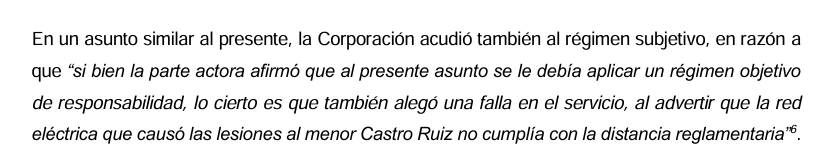 En un asunto similar al presente, la Corporación acudió también al régimen subjetivo, en razón a
que “si bien la parte actora afirmó que al presente asunto se le debía aplicar un régimen objetivo
de responsabilidad, lo cierto es que también alegó una falla en el servicio, al advertir que la red
eléctrica que causó las lesiones al menor Castro Ruiz no cumplía con la distancia reglamentaria”⁶.